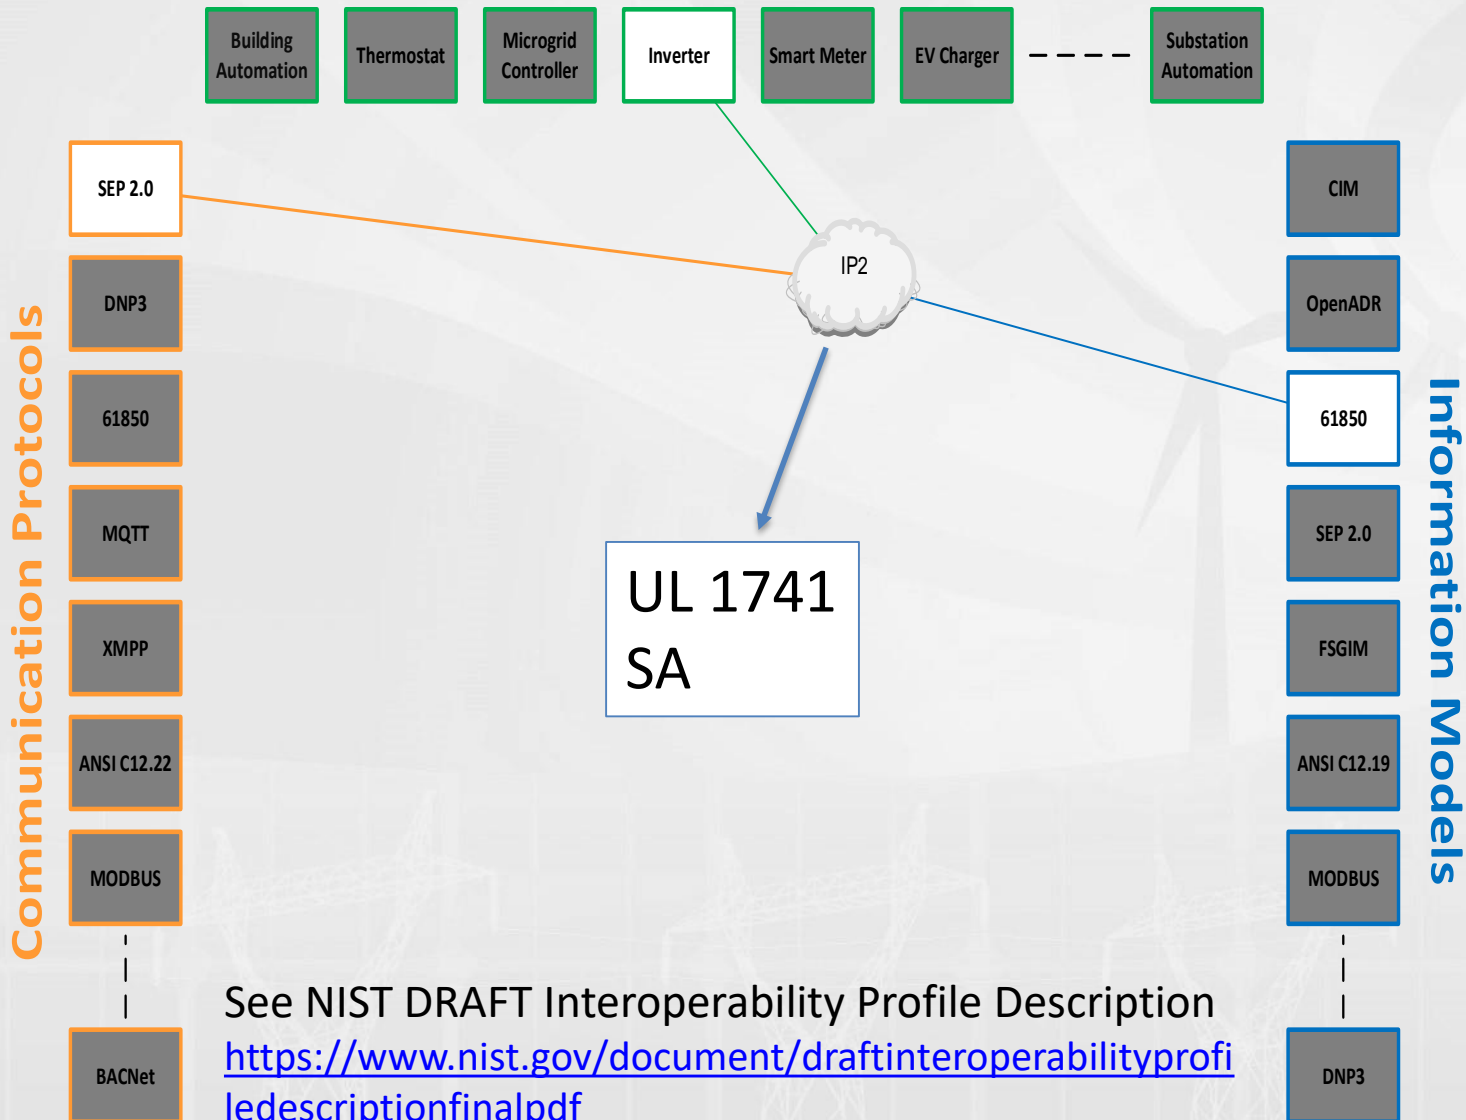 Building
Automation
Thermostat
Microgrid
Controller
Inverter
Smart Meter
EV Charger
Substation
Automation
Communication Protocols
SEP 2.0
DNP3
61850
MQTT
XMPP
ANSI C12.22
MODBUS
BACNet
IP2
UL 1741
SA
CIM
OpenADR
61850
SEP 2.0
FSGIM
ANSI C12.19
MODBUS
DNP3
Information Models
See NIST DRAFT Interoperability Profile Description
https://www.nist.gov/document/draftinteroperabilityprofi
ledescriptionfinalpdf